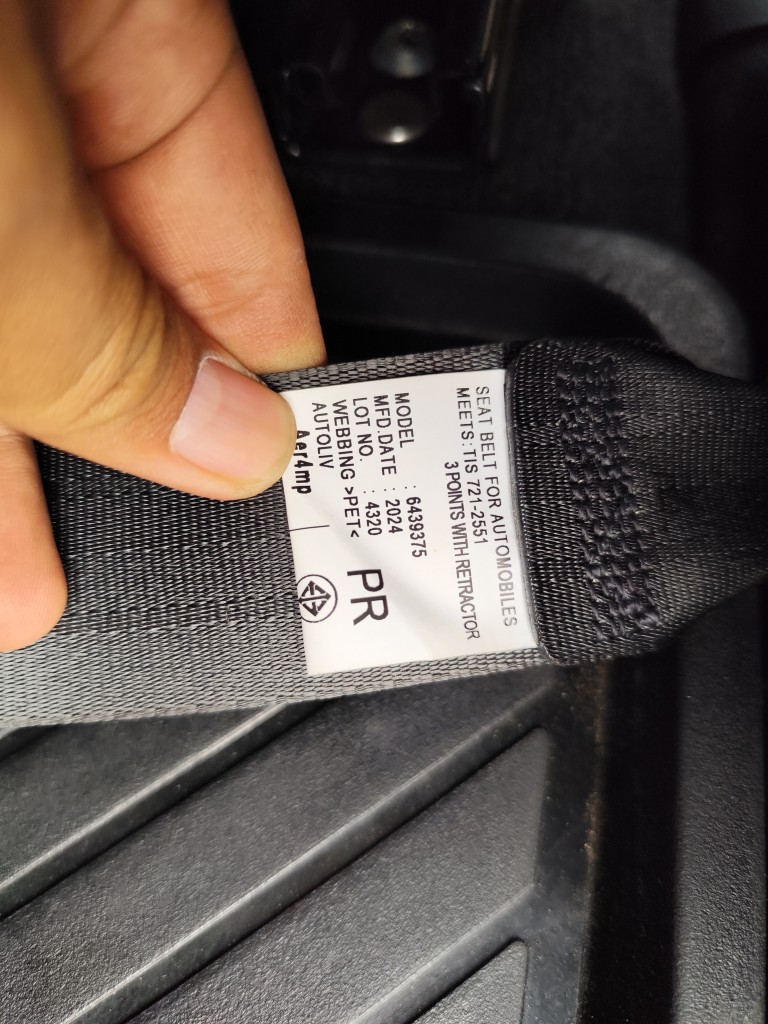 SEAT BELT FOR AUTOMOBILES
MEETS: TIS 721-2551
3 POINTS WITH RETRACTOR
MODEL : 6439375
MFD.DATE : 2024
LOT NO. : 4320
WEBBING >PET<
PR
AUTOLIV
Aer4mp